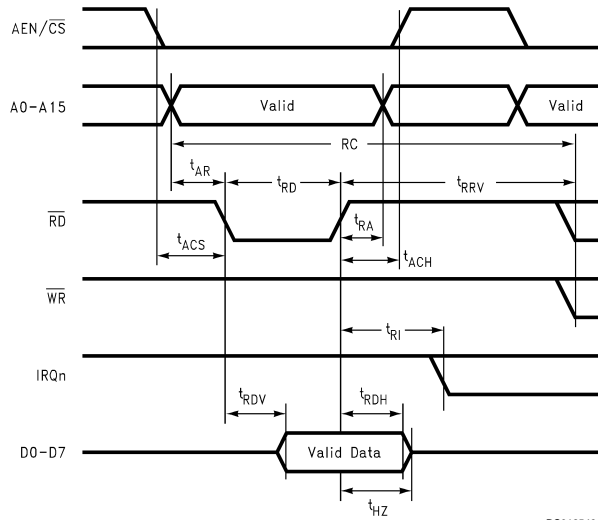 AEN/CS
A0-A15
Valid
Valid
RC
tAR
tRD
tRRV
RD
tRA
tACS
tACH
WR
tRI
IRQn
tRDV
tRDH
D0-D7
Valid Data
tHZ